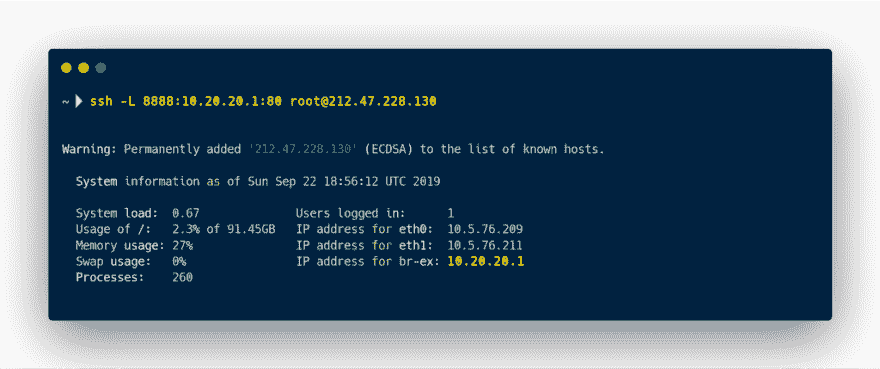 ~ ❯ ssh -L 8888:10.20.20.1:80 root@212.47.228.130
Warning: Permanently added '212.47.228.130' (ECDSA) to the list of known hosts.
System information as of Sun Sep 22 18:56:12 UTC 2019
System load: 0.67 Users logged in: 1
Usage of /: 2.3% of 91.45GB IP address for eth0: 10.5.76.209
Memory usage: 27% IP address for eth1: 10.5.76.211
Swap usage: 0% IP address for br-ex: 10.20.20.1
Processes: 260